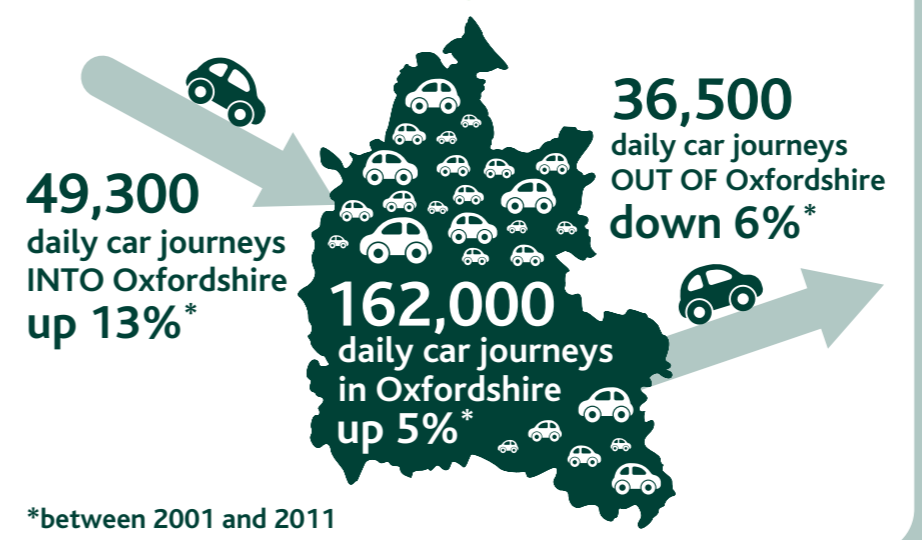 49,300
daily car journeys
INTO Oxfordshire
up 13%*
162,000
daily car journeys
in Oxfordshire
up 5%*
36,500
daily car journeys
OUT OF Oxfordshire
down 6%*
*between 2001 and 2011